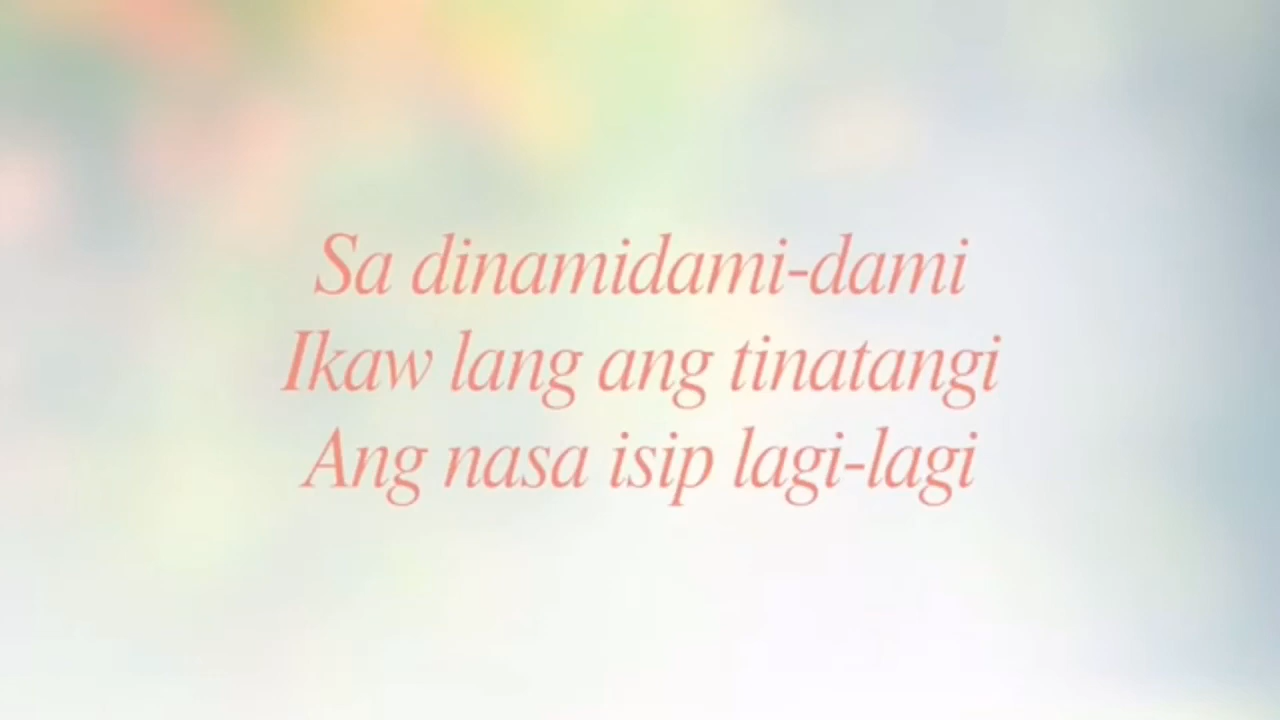 Sa dinamidami-dami
Ikaw lang ang tinatangi
Ang nasa isip lagi-lagi